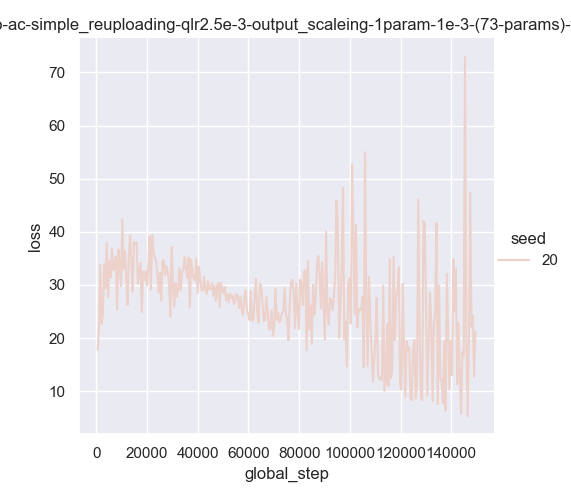 o-ac-simple_reuploading-qlr2.5e-3-output_scaleing-1param-1e-3-(73-params)-
70
60
50
40
30
20
10
loss
0 20000 40000 60000 80000 100000 120000 140000
global_step
seed
20